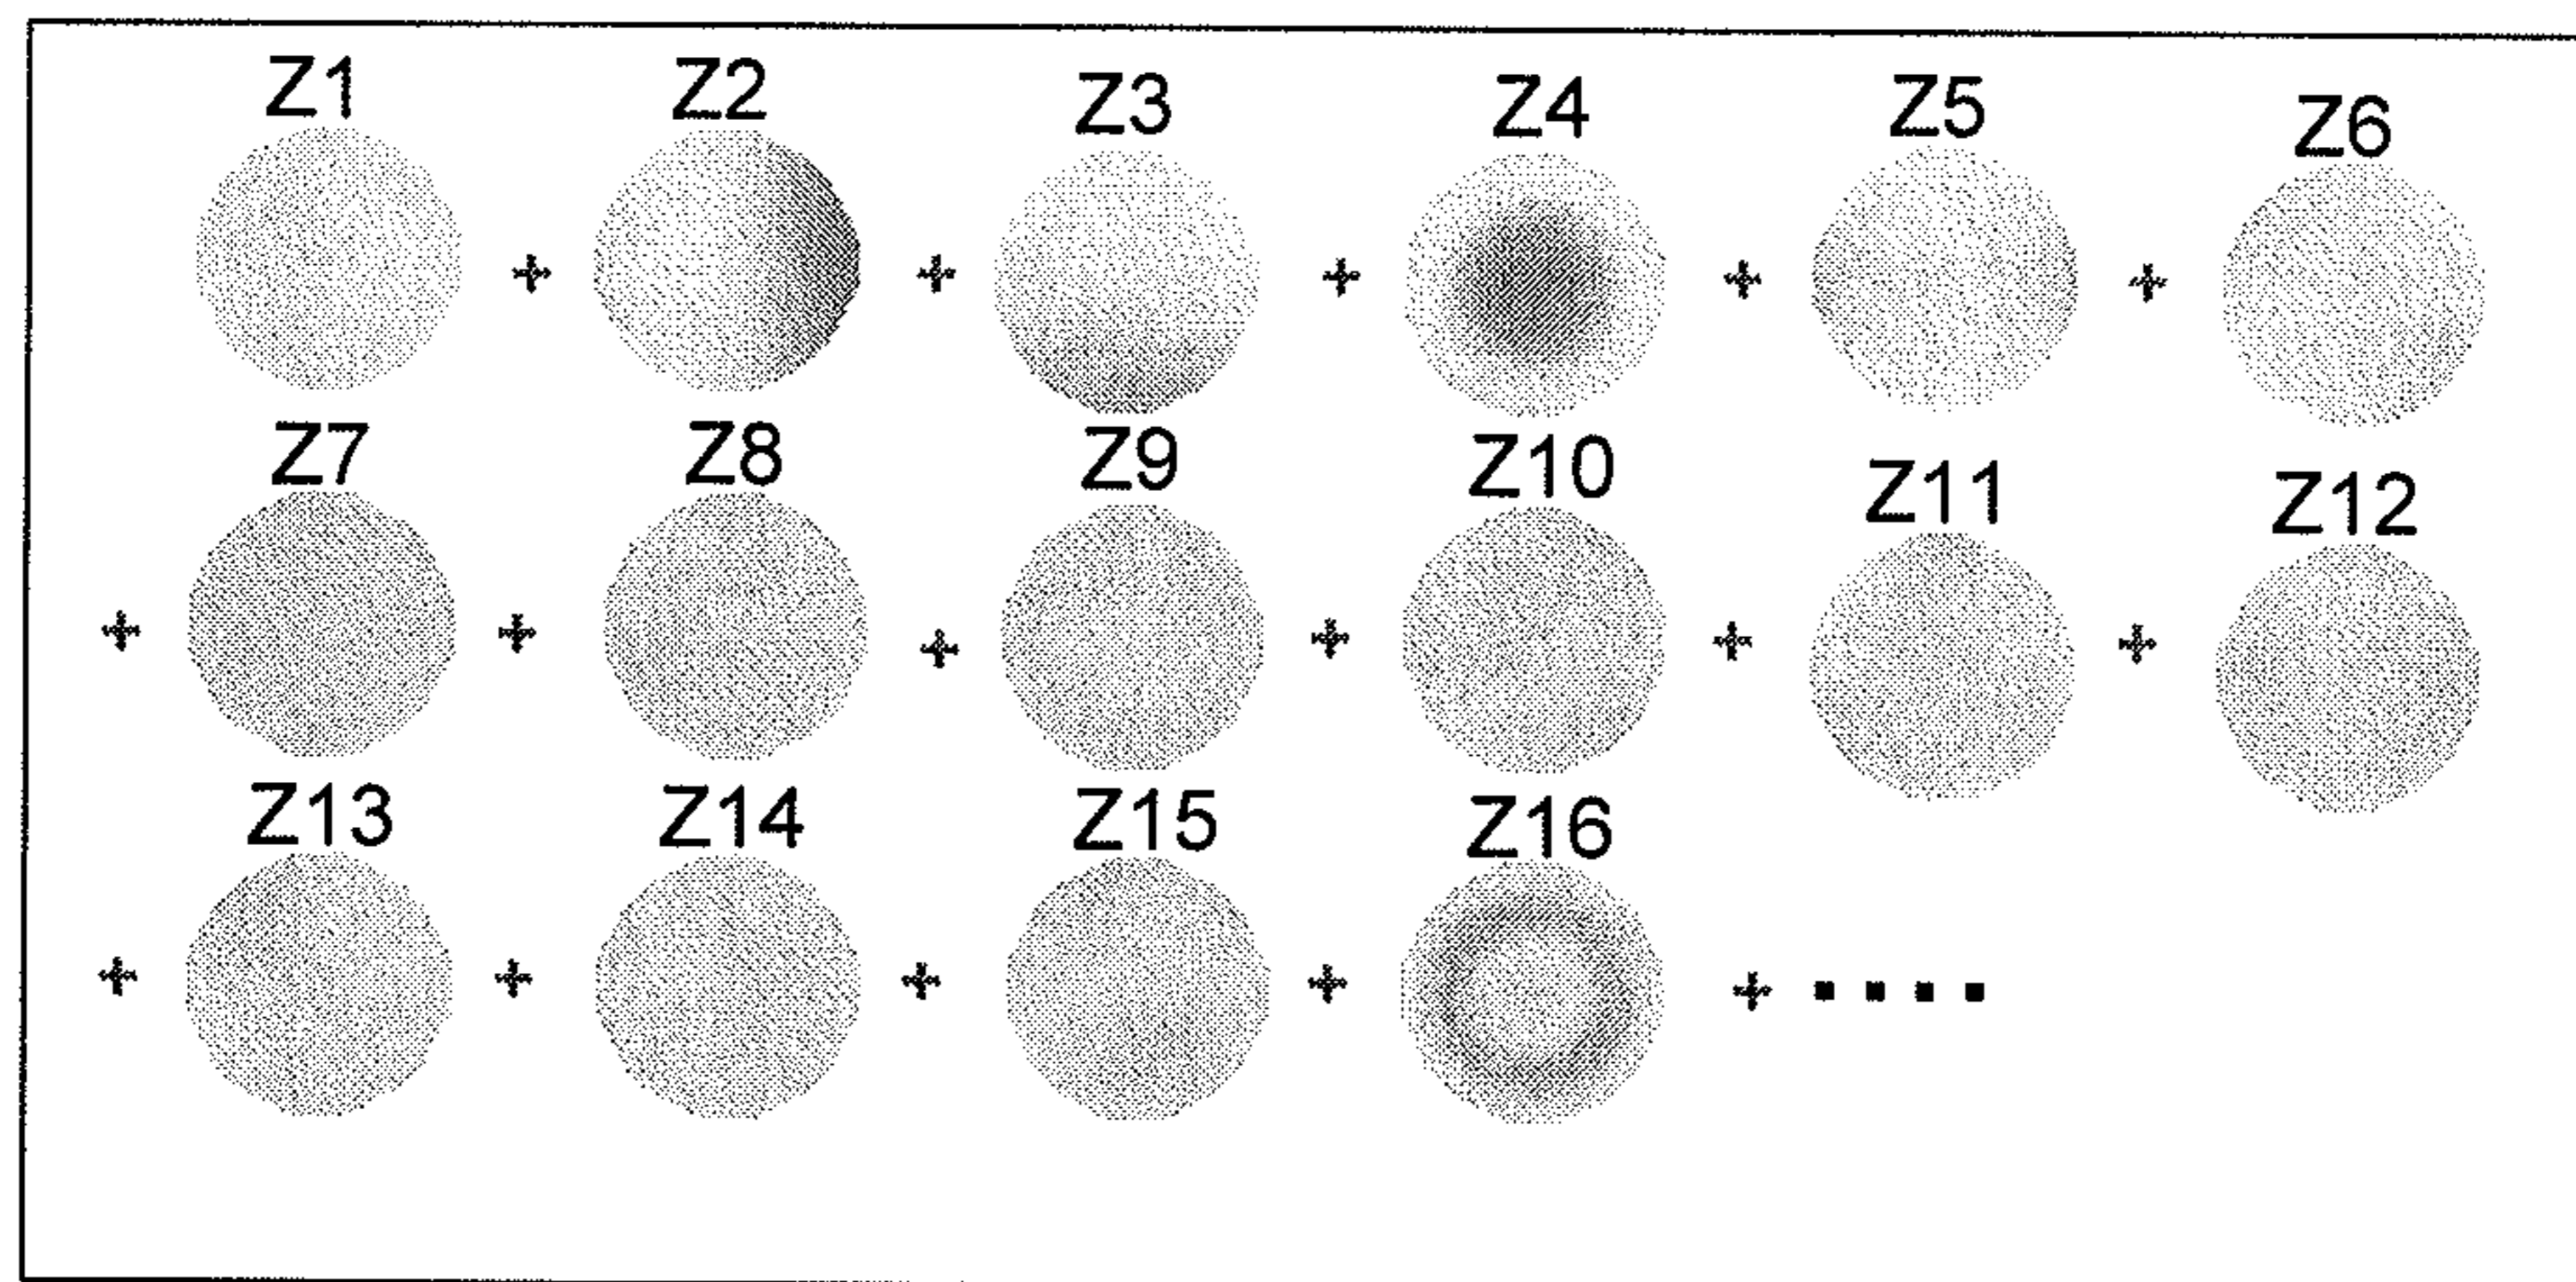 Z1 Z2 Z3 Z4 Z5 Z6
+ + + + +
Z7 Z8 Z9 Z10 Z11 Z12
+ + + + + +
Z13 Z14 Z15 Z16
+ + + + + ....